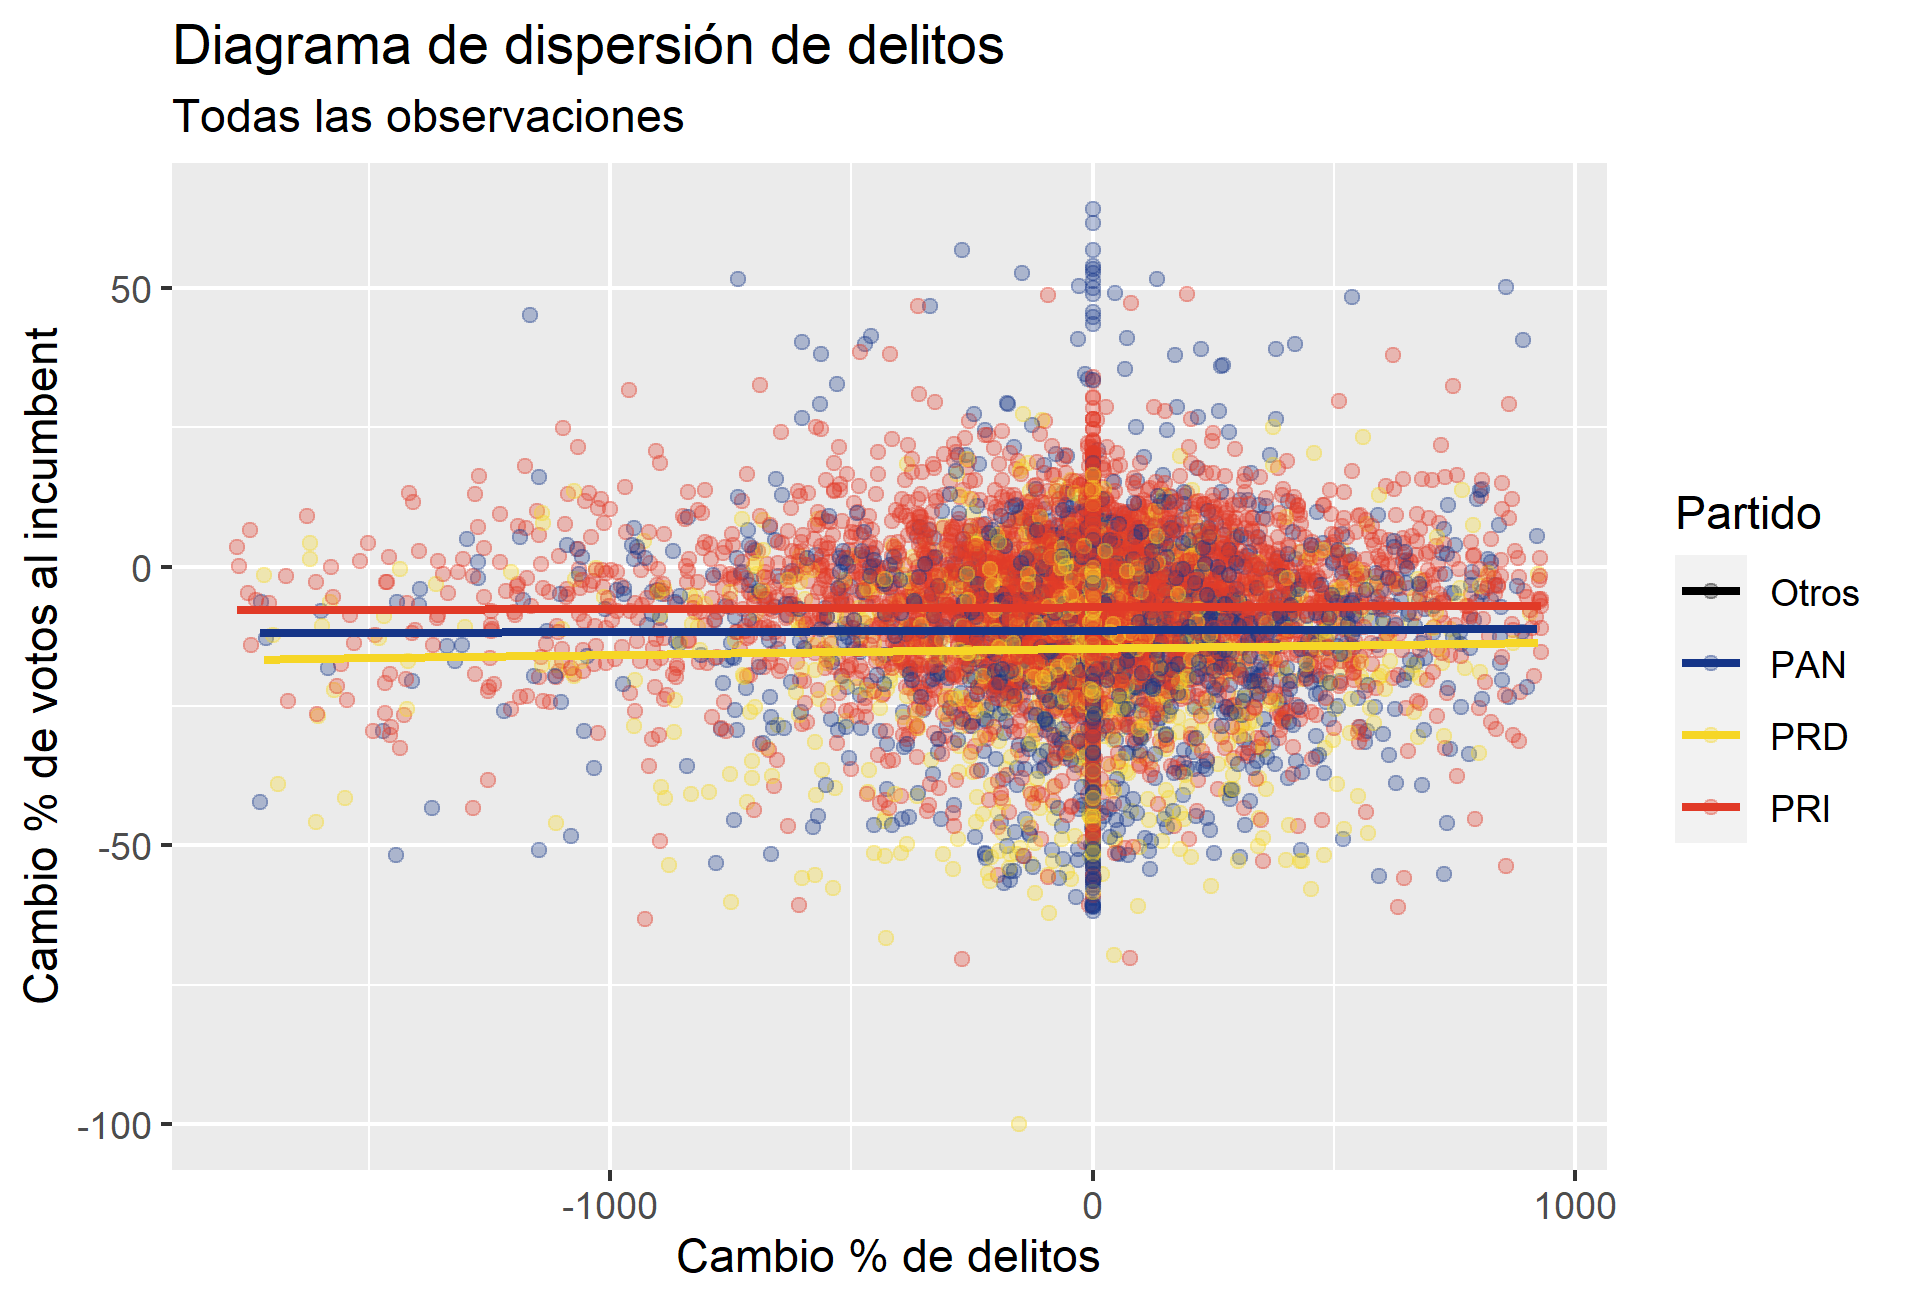 Diagrama de dispersión de delitos
Todas las observaciones
Cambio % de votos al incumbent
50
0
-50
-100
-1000
0
1000
Cambio % de delitos
Partido
Otros
PAN
PRD
PRI